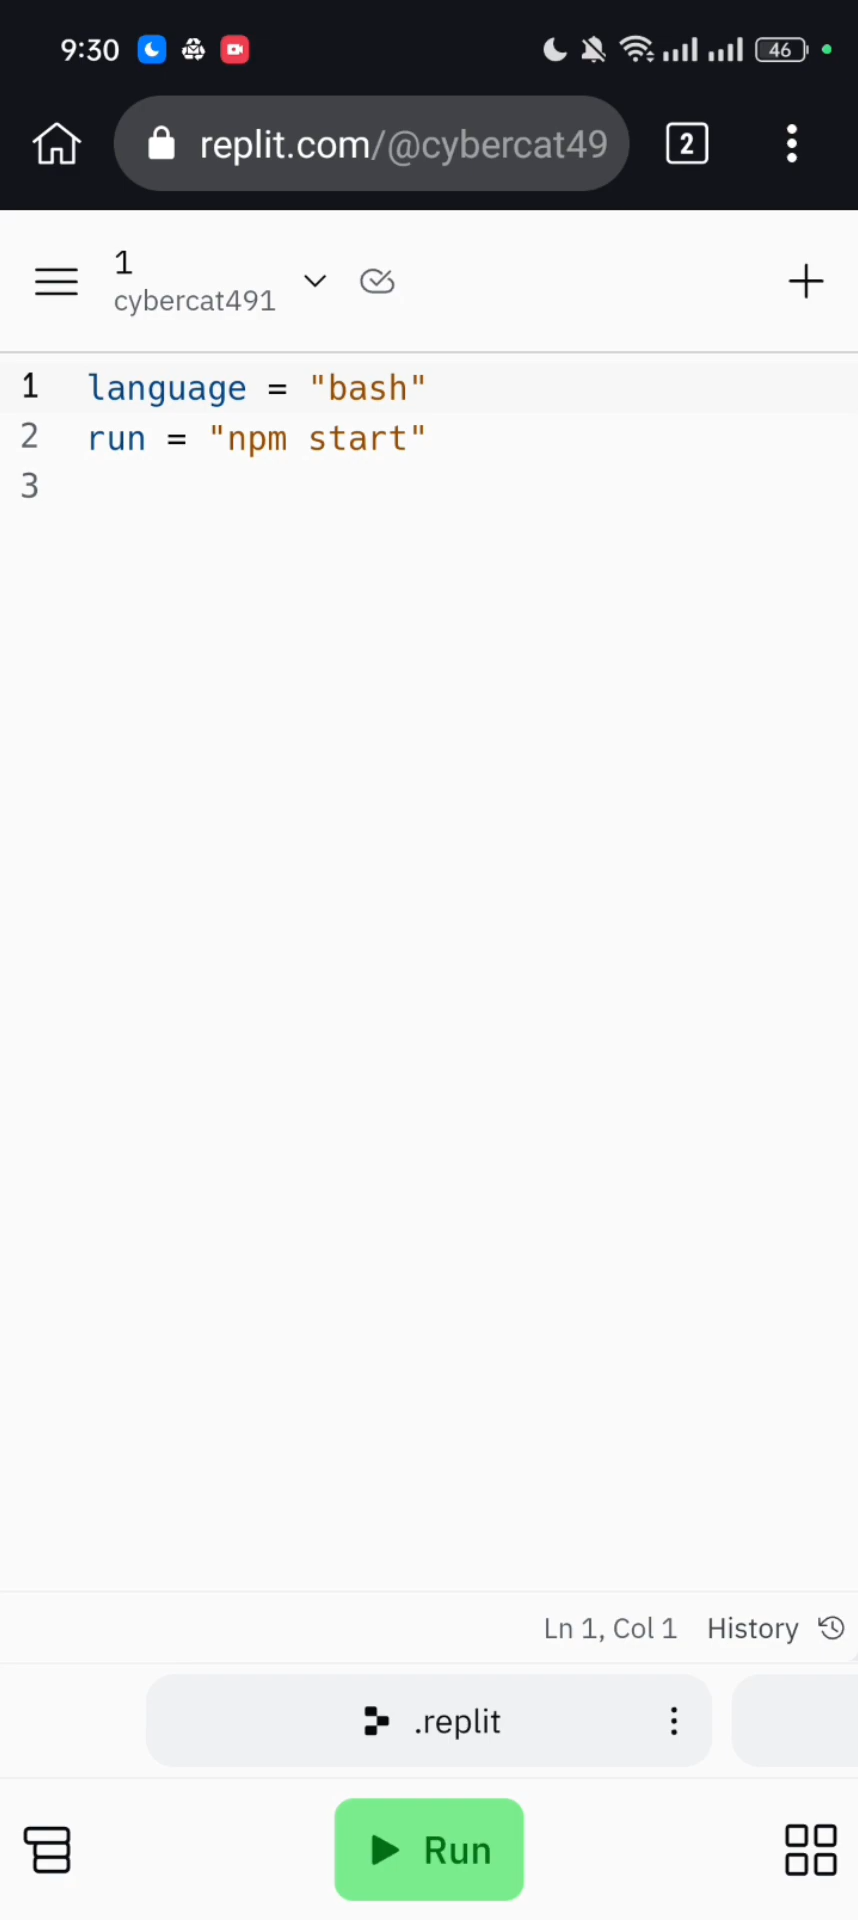 9:30
46
replit.com/@cybercat49
2
1
cybercat491
1 language = "bash"
2 run = "npm start"
3
Ln 1, Col 1 History
.replit
Run